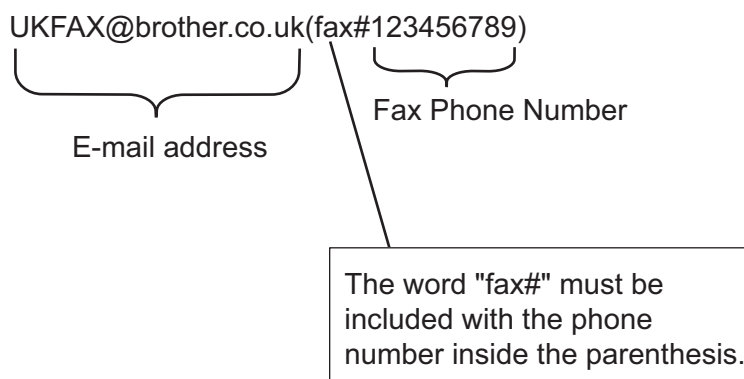 UKFAX@brother.co.uk(fax#123456789)
Fax Phone Number
E-mail address
The word "fax#" must be
included with the phone
number inside the parenthesis.